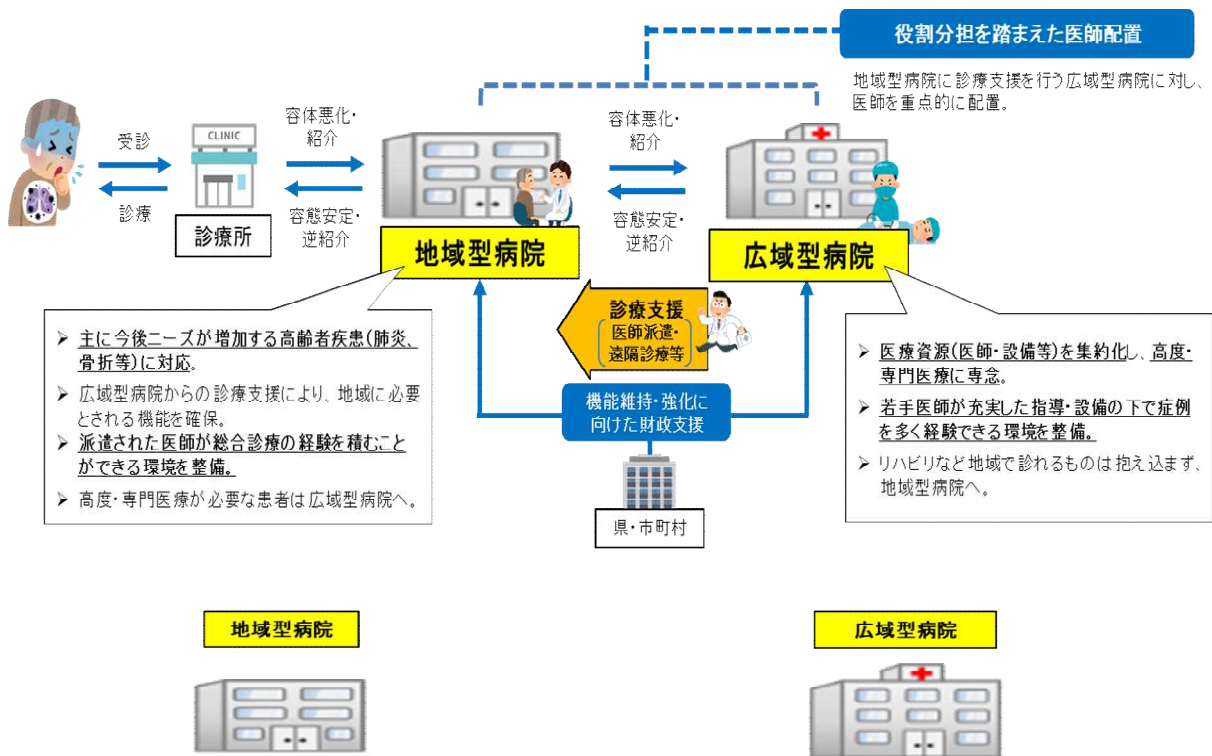 役割分担を踏まえた医師配置
地域型病院に診療支援を行う広域型病院に対し、
医師を重点的に配置。
受診
診療
CLINIC
診療所
容体悪化・
紹介
容態安定・
逆紹介
地域型病院
容体悪化・
紹介
容態安定・
逆紹介
広域型病院
診療支援
医師派遣・
遠隔診療等
➢ 主に今後ニーズが増加する高齢者疾患(肺炎、
骨折等)に対応。
➢ 広域型病院からの診療支援により、地域に必要
とされる機能を確保。
➢ 派遣された医師が総合診療の経験を積むこと
ができる環境を整備。
➢ 高度・専門医療が必要な患者は広域型病院へ。
機能維持・強化に
向けた財政支援
県・市町村
➢ 医療資源(医師・設備等)を集約化し、高度・
専門医療に専念。
➢ 若手医師が充実した指導・設備の下で症例
を多く経験できる環境を整備。
➢ リハビリなど地域で診れるものは抱え込まず、
地域型病院へ。
地域型病院
広域型病院